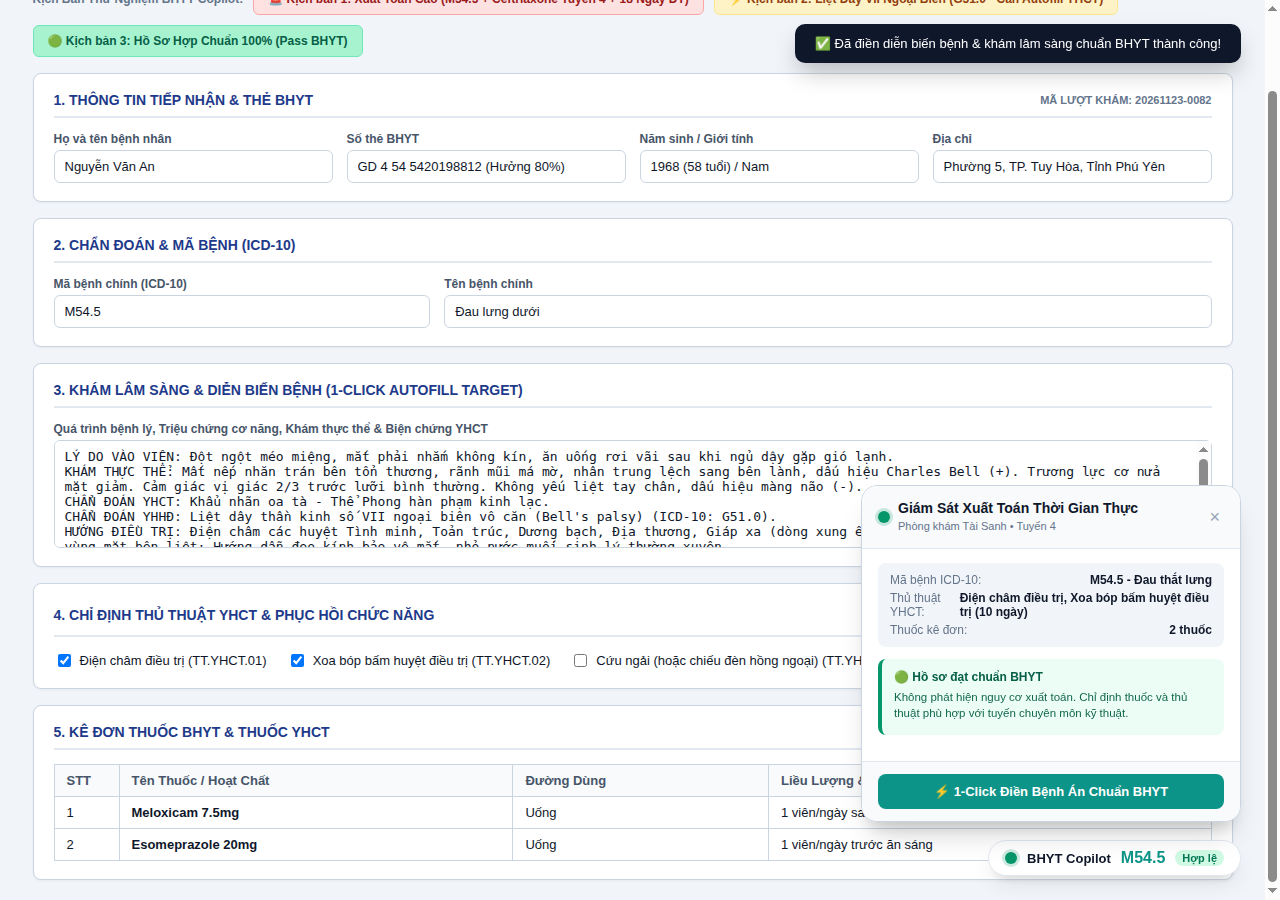 🟢 Kịch bản 3: Hồ Sơ Hợp Chuẩn 100% (Pass BHYT)
✅ Đã điền diễn biến bệnh & khám lâm sàng chuẩn BHYT thành công!
1. THÔNG TIN TIẾP NHẬN & THẺ BHYT
MÃ LƯỢT KHÁM: 20261123-0082
Họ và tên bệnh nhân
Số thẻ BHYT
Năm sinh / Giới tính
Địa chỉ
Nguyễn Văn An
GD 4 54 5420198812 (Hưởng 80%)
1968 (58 tuổi) / Nam
Phường 5, TP. Tuy Hòa, Tỉnh Phú Yên
2. CHẨN ĐOÁN & MÃ BỆNH (ICD-10)
Mã bệnh chính (ICD-10)
Tên bệnh chính
M54.5
Đau lưng dưới
3. KHÁM LÂM SÀNG & DIỄN BIẾN BỆNH (1-CLICK AUTOFILL TARGET)
Quá trình bệnh lý, Triệu chứng cơ năng, Khám thực thể & Biện chứng YHCT
LÝ DO VÀO VIỆN: Đột ngột méo miệng, mắt phải nhắm không kín, ăn uống rơi vãi sau khi ngủ dậy gặp gió lạnh.
KHÁM THỰC THỂ: Mất nếp nhăn trán bên tổn thương, rãnh mũi má mờ, nhân trung lệch sang bên lành, dấu hiệu Charles Bell (+). Trương lực cơ nửa
mặt giảm. Cảm giác vị giác 2/3 trước lưỡi bình thường. Không yếu liệt tay chân, dấu hiệu màng não (-).
CHẨN ĐOÁN YHCT: Khẩu nhãn oa tà - Thể Phong hàn phạm kinh lạc.
CHẨN ĐOÁN YHHĐ: Liệt dây thần kinh số VII ngoại biên vô căn (Bell's palsy) (ICD-10: G51.0).
HƯỚNG ĐIỀU TRỊ: Điện châm các huyệt Tình minh, Toản trúc, Dương bạch, Địa thương, Giáp xa (dòng xung
4. CHỈ ĐỊNH THỦ THUẬT YHCT & PHỤC HỒI CHỨC NĂNG
Điện châm điều trị (TT.YHCT.01)
Xoa bóp bấm huyệt điều trị (TT.YHCT.02)
Cứu ngải (hoặc chiếu đèn hồng ngoại) (TT.YH
5. KÊ ĐƠN THUỐC BHYT & THUỐC YHCT
STT
Tên Thuốc / Hoạt Chất
Đường Dùng
Liều Lượng
1
Meloxicam 7.5mg
Uống
1 viên/ngày
2
Esomeprazole 20mg
Uống
1 viên/ngày trước ăn sáng
Giám Sát Xuất Toán Thời Gian Thực
Phòng khám Tài Sanh • Tuyến 4
×
Mã bệnh ICD-10:
M54.5 - Đau thắt lưng
Thủ thuật
YHCT:
Điện châm điều trị, Xoa bóp bấm huyệt điều
trị (10 ngày)
Thuốc kê đơn:
2 thuốc
🟢 Hồ sơ đạt chuẩn BHYT
Không phát hiện nguy cơ xuất toán. Chỉ định thuốc và thủ
thuật phù hợp với tuyến chuyên môn kỹ thuật.
⚡ 1-Click Điền Bệnh Án Chuẩn BHYT
BHYT Copilot
M54.5
Hợp lệ